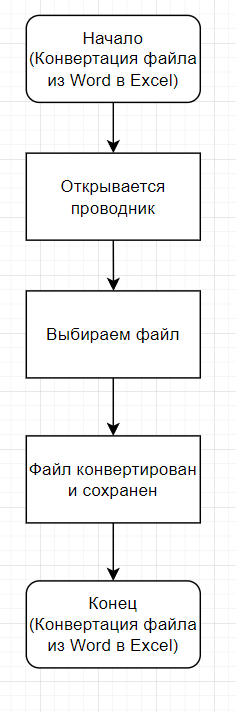 Начало
(Конвертация файла
из Word в Excel)
Открывается
проводник
Выбираем файл
Файл конвертирован
и сохранен
Конец
(Конвертация файла
из Word в Excel)